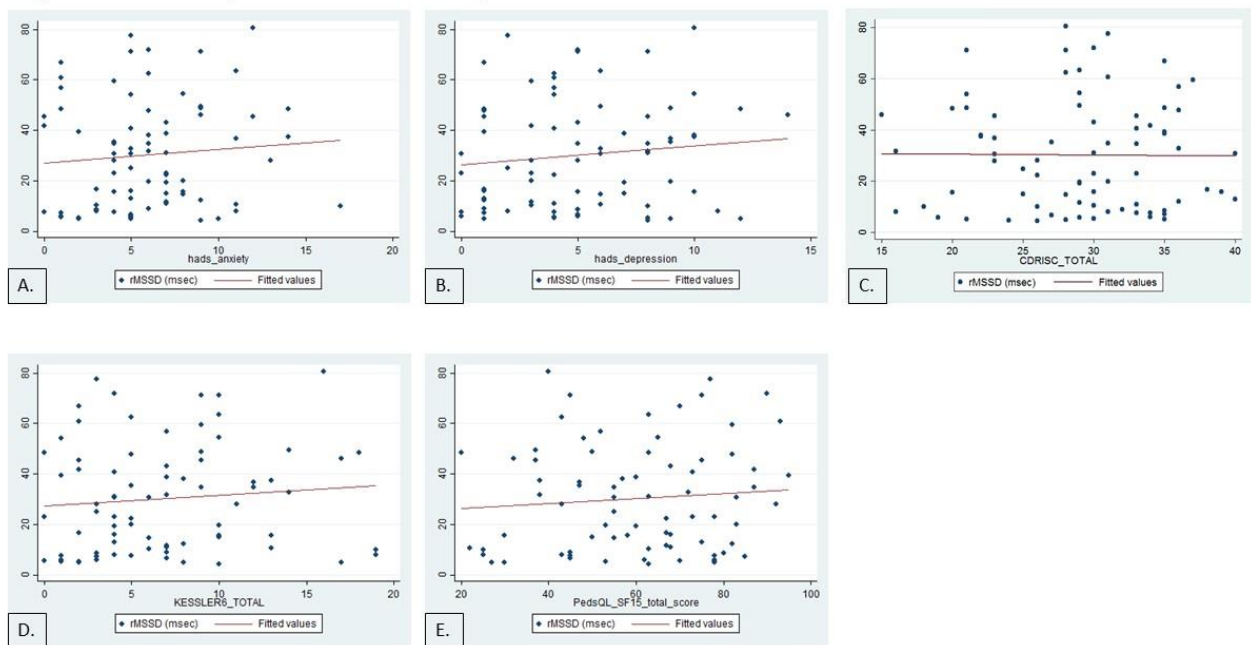 80
60
40
20
0
0 5 10 15 20
hads_anxiety
rMSSD (msec) Fitted values
A.
80
60
40
20
0
0 5 10 15
hads_depression
rMSSD (msec) Fitted values
B.
80
60
40
20
0
15 20 25 30 35 40
CDRISC_TOTAL
rMSSD (msec) Fitted values
C.
80
60
40
20
0
0 5 10 15 20
KESSLER6_TOTAL
rMSSD (msec) Fitted values
D.
80
60
40
20
0
20 40 60 80 100
PedsQL_SF15_total_score
rMSSD (msec) Fitted values
E.